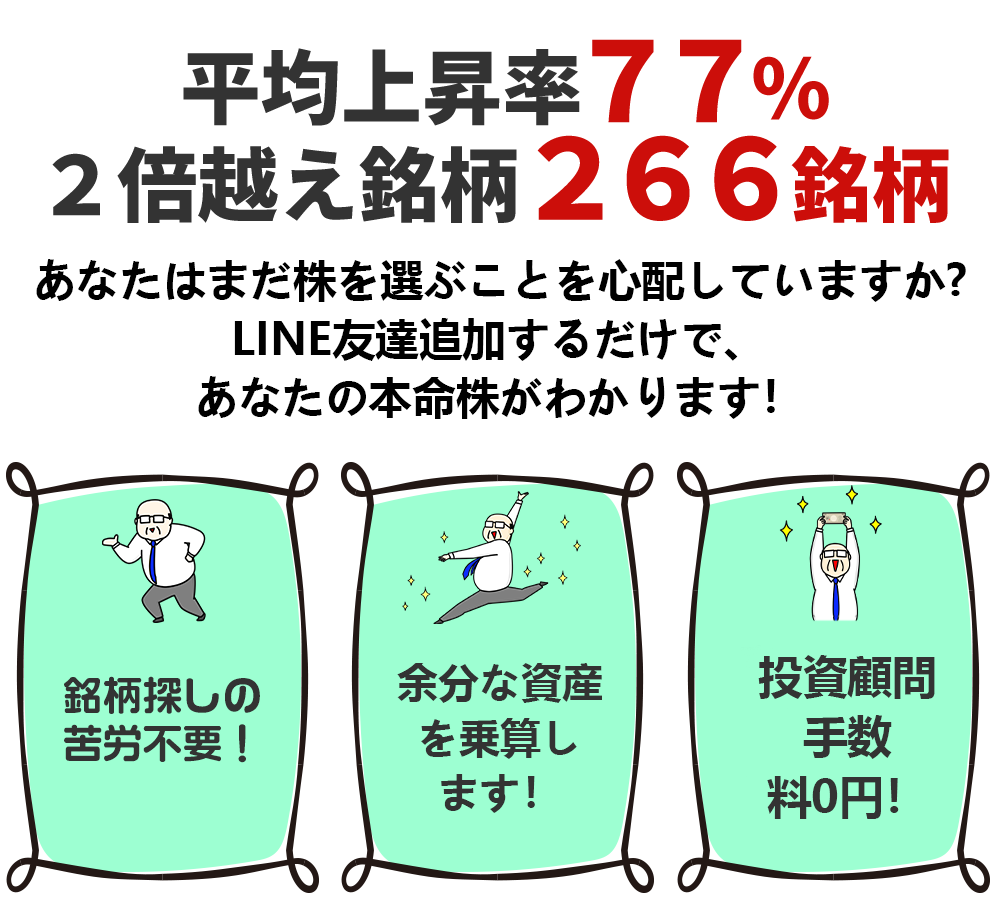 平均上昇率77%
２倍越え銘柄２６６銘柄
あなたはまだ株を選ぶことを心配していますか?
LINE友達追加するだけで、
あなたの本命株がわかります!
銘柄探しの
苦労不要！
余分な資産
を乗算し
ます!
投資顧問
手数
料0円!